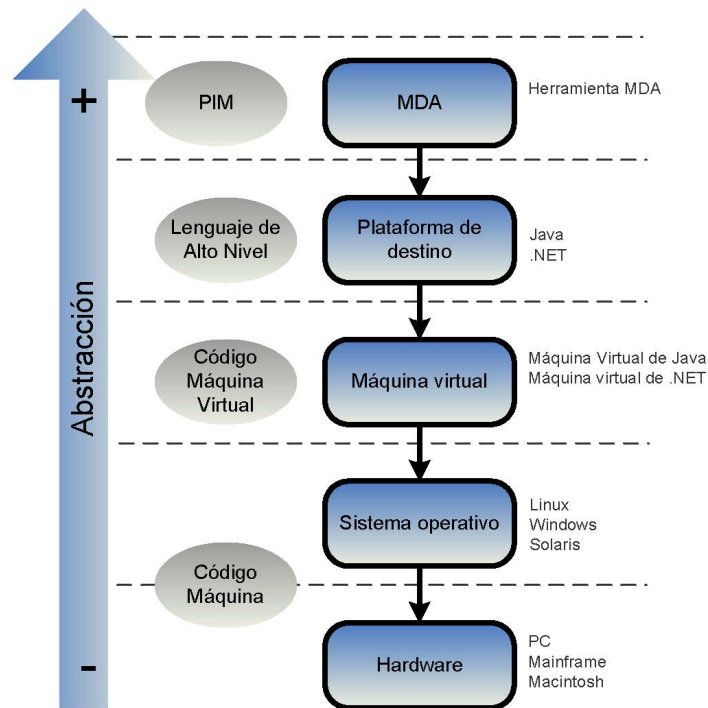 +
PIM
MDA
Herramienta MDA
Lenguaje de
Alto Nivel
Plataforma de
destino
Java
.NET
Abstracción
Código
Máquina
Virtual
Máquina virtual
Máquina Virtual de Java
Máquina virtual de .NET
Sistema operativo
Linux
Windows
Solaris
Código
Máquina
-
Hardware
PC
Mainframe
Macintosh